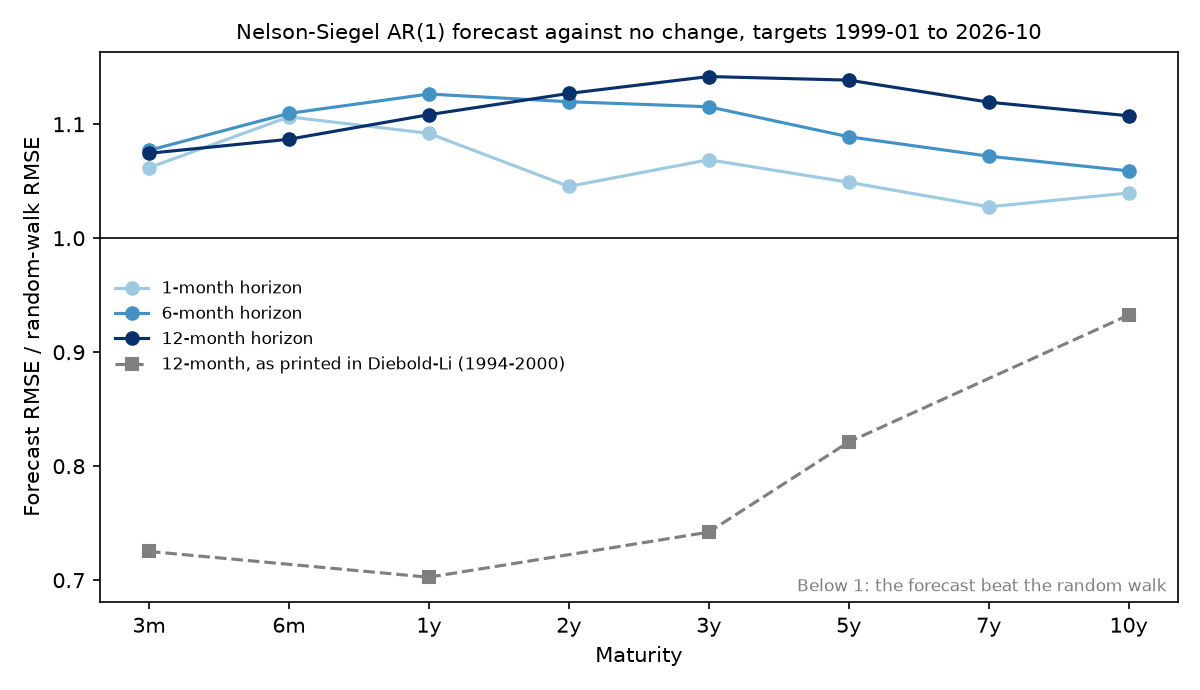 Nelson-Siegel AR(1) forecast against no change, targets 1999-01 to 2026-10
Forecast RMSE / random-walk RMSE
1.1
1.0
0.9
0.8
0.7
1-month horizon
6-month horizon
12-month horizon
12-month, as printed in Diebold-Li (1994-2000)
Below 1: the forecast beat the random walk
3m 6m 1y 2y 3y 5y 7y 10y
Maturity